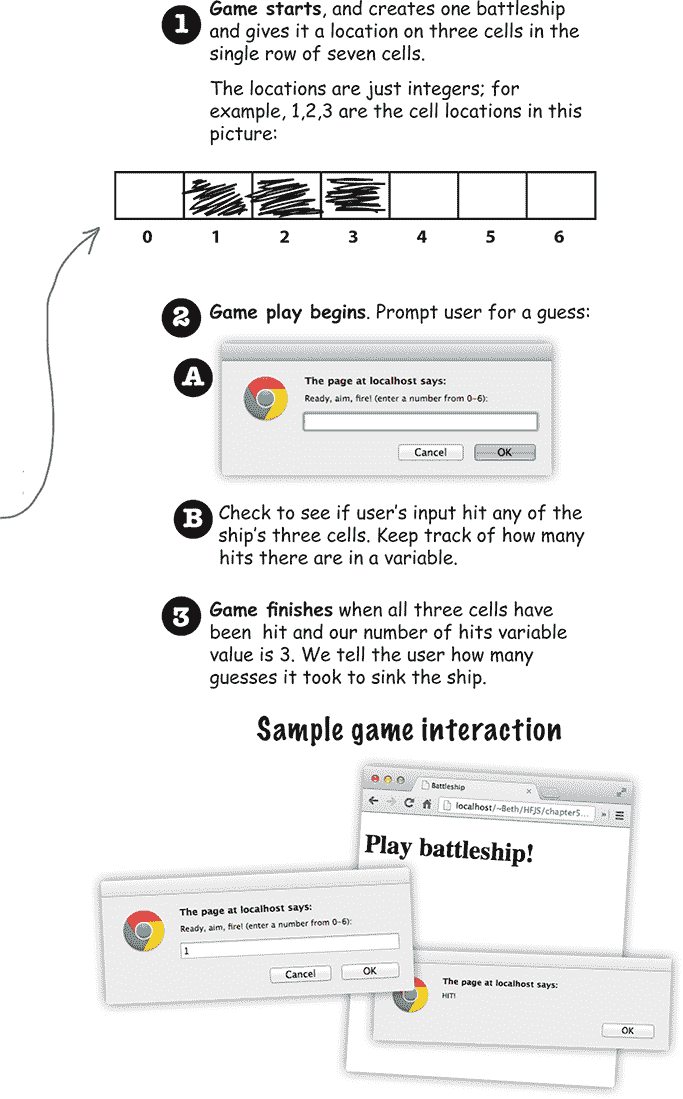 1 Game starts, and creates one battleship
and gives it a location on three cells in the
single row of seven cells.
The locations are just integers; for
example, 1,2,3 are the cell locations in this
picture:
0 1 2 3 4 5 6
2 Game play begins. Prompt user for a guess:
A
The page at localhost says:
Ready, aim, fire! (enter a number from 0-6):
Cancel OK
B Check to see if user's input hit any of the
ship's three cells. Keep track of how many
hits there are in a variable.
3 Game finishes when all three cells have
been hit and our number of hits variable
value is 3. We tell the user how many
guesses it took to sink the ship.
Sample game interaction
Battleship
localhost/~Beth/HFJS/chapter5...
Play battleship!
The page at localhost says:
Ready, aim, fire! (enter a number from 0-6):
1
Cancel OK
The page at localhost says:
HIT!
OK